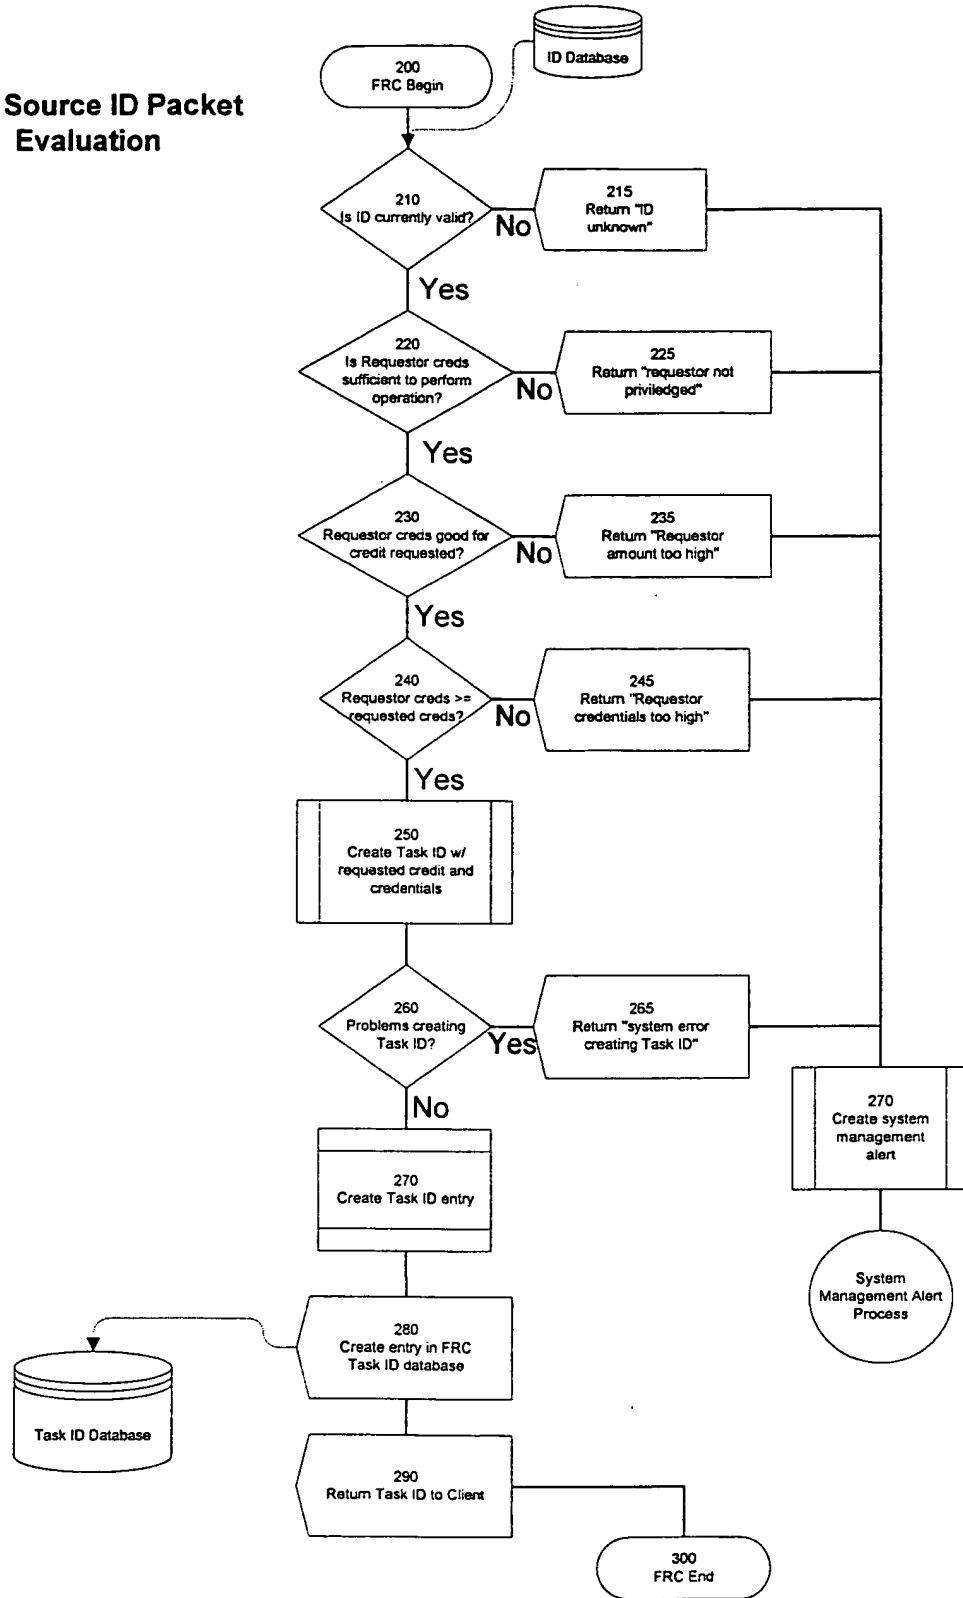 Source ID Packet
Evaluation
200
FRC Begin
ID Database
210
Is ID currently valid?
No
215
Return "ID
unknown"
Yes
220
Is Requestor creds
sufficient to perform
operation?
No
225
Return "requestor not
priviledged"
Yes
230
Requestor creds good for
credit requested?
No
235
Return "Requestor
amount too high"
Yes
240
Requestor creds >=
requested creds?
No
245
Return "Requestor
credentials too high"
Yes
250
Create Task ID w/
requested credit and
credentials
260
Problems creating
Task ID?
Yes
265
Return "system error
creating Task ID"
No
270
Create system
management
alert
270
Create Task ID entry
System
Management Alert
Process
280
Create entry in FRC
Task ID database
Task ID Database
290
Return Task ID to Client
300
FRC End